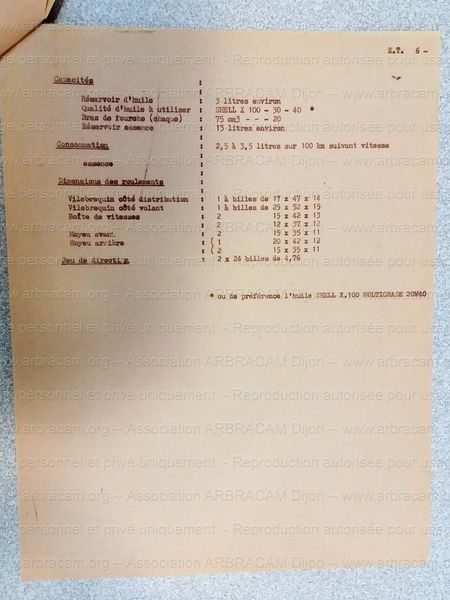 E.T. 6 -
Capacités :
Réservoir d'huile : 3 litres environ
Qualité d'huile à utiliser : SHELL X 100 - 30 - 40 *
Bras de fourche (chaque) : 75 cm3 - - - 20
Réservoir essence : 13 litres environ
Consommation : 2,5 à 3,5 litres sur 100 km suivant vitesse
essence :
Dimensions des roulements :
Vilebrequin côté distribution : 1 à billes de 17 x 47 x 14
Vilebrequin côté volant : 1 à billes de 25 x 52 x 15
Boîte de vitesses : 2 15 x 42 x 13
: 2 12 x 37 x 12
Moyeu avant : 2 15 x 35 x 11
Moyeu arrière : ( 1 20 x 42 x 12
: ( 2 15 x 35 x 11
Jeu de direction : 2 x 24 billes de 4,76
* ou de préférence l'huile SHELL X.100 MULTIGRADE 20W40
www.arbracam.org -- Association ARBRACAM Dijon -- www.arbracam.org
personnel et privé uniquement. - Reproduction autorisée pour usage